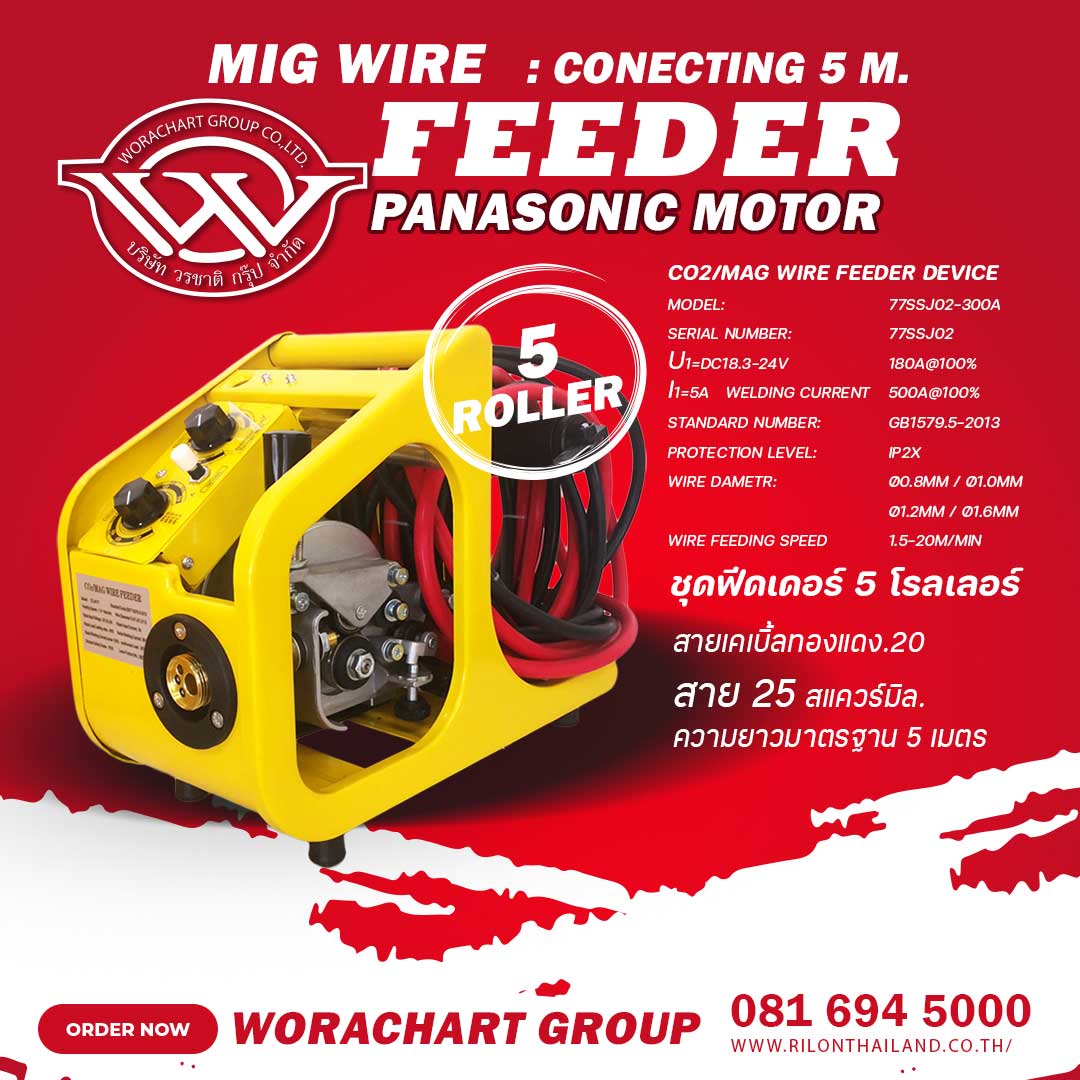 MIG WIRE : CONECTING 5 M.
FEEDER
PANASONIC MOTOR
WORACHART GROUP CO.,LTD.
W
บริษัท วรชาติ กรุ๊ป จำกัด
5
ROLLER
CO2/MAG WIRE FEEDER DEVICE
MODEL: 77SSJ02-300A
SERIAL NUMBER: 77SSJ02
U1=DC18.3-24V 180A@100%
I1=5A WELDING CURRENT 500A@100%
STANDARD NUMBER: GB1579.5-2013
PROTECTION LEVEL: IP2X
WIRE DAMETR: Ø0.8MM / Ø1.0MM
Ø1.2MM / Ø1.6MM
WIRE FEEDING SPEED 1.5-20M/MIN
ชุดฟีดเดอร์ 5 โรลเลอร์
สายเคเบิ้ลทองแดง.20
สาย 25 สแควร์มิล.
ความยาวมาตรฐาน 5 เมตร
CO2/MAG WIRE FEEDER
ORDER NOW
WORACHART GROUP
081 694 5000
WWW.RILONTHAILAND.CO.TH/